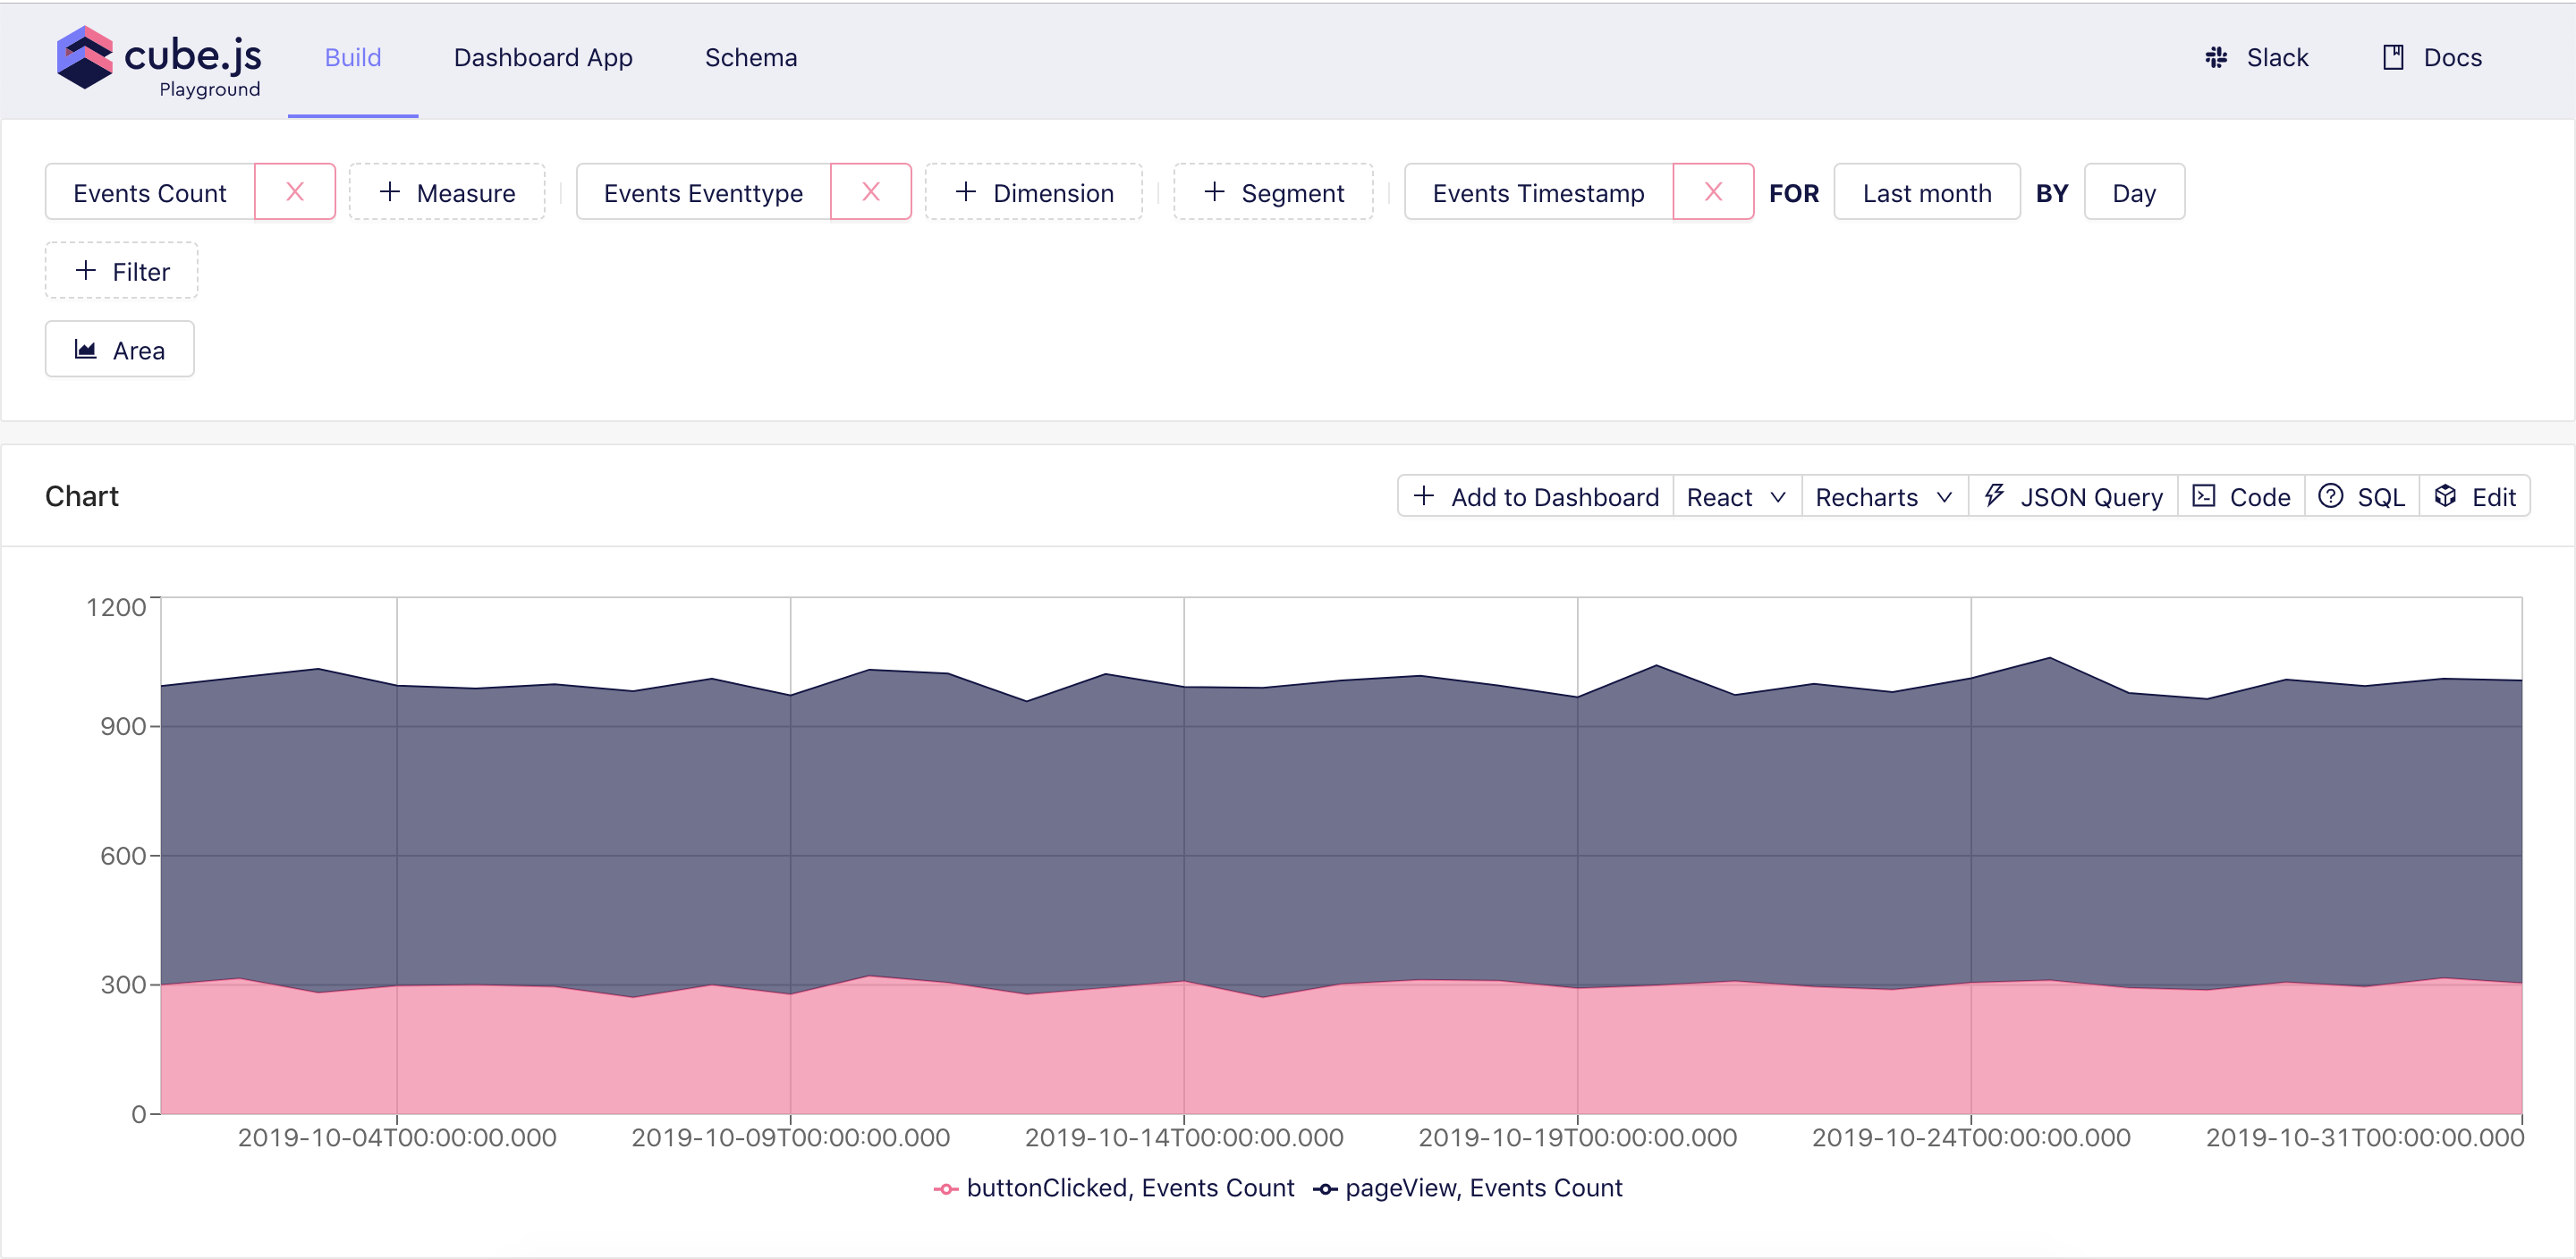 cube.js
Playground
Build
Dashboard App
Schema
Slack
Docs
Events Count X + Measure Events Eventtype X + Dimension + Segment Events Timestamp X FOR Last month BY Day
+ Filter
Area
Chart
+ Add to Dashboard
React
Recharts
JSON Query
Code
SQL
Edit
1200
900
600
300
0
2019-10-04T00:00:00.000 2019-10-09T00:00:00.000 2019-10-14T00:00:00.000 2019-10-19T00:00:00.000 2019-10-24T00:00:00.000 2019-10-31T00:00:00.000
buttonClicked, Events Count pageView, Events Count